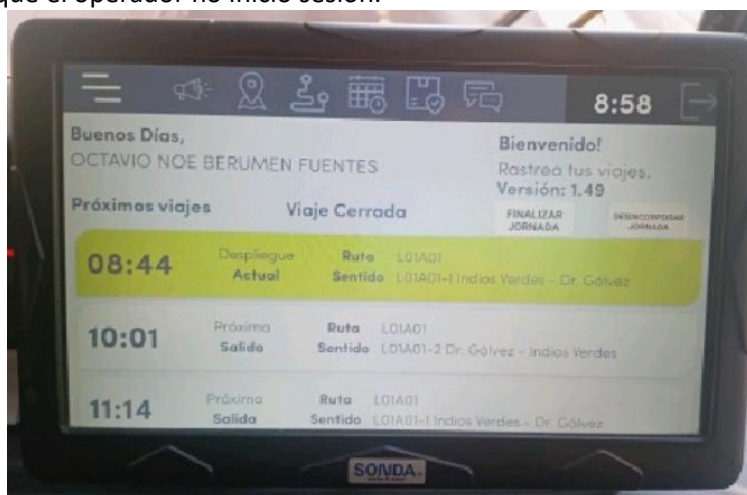 que el operador no inicio sesión.
8:58
Buenos Días,
OCTAVIO NOE BERUMEN FUENTES
Bienvenido!
Rastrea tus viajes.
Versión: 1.49
Próximos viajes
Viaje Cerrada
FINALIZAR JORNADA
DESINCORPORAR JORNADA
08:44 Despliegue Ruta L01A01
Actual Sentido L01A01-1 Indios Verdes - Dr. Gálvez
10:01 Próxima Ruta L01A01
Salida Sentido L01A01-2 Dr. Gálvez - Indios Verdes
11:14 Próxima Ruta L01A01
Salida Sentido L01A01-1 Indios Verdes - Dr. Gálvez
SONDA.